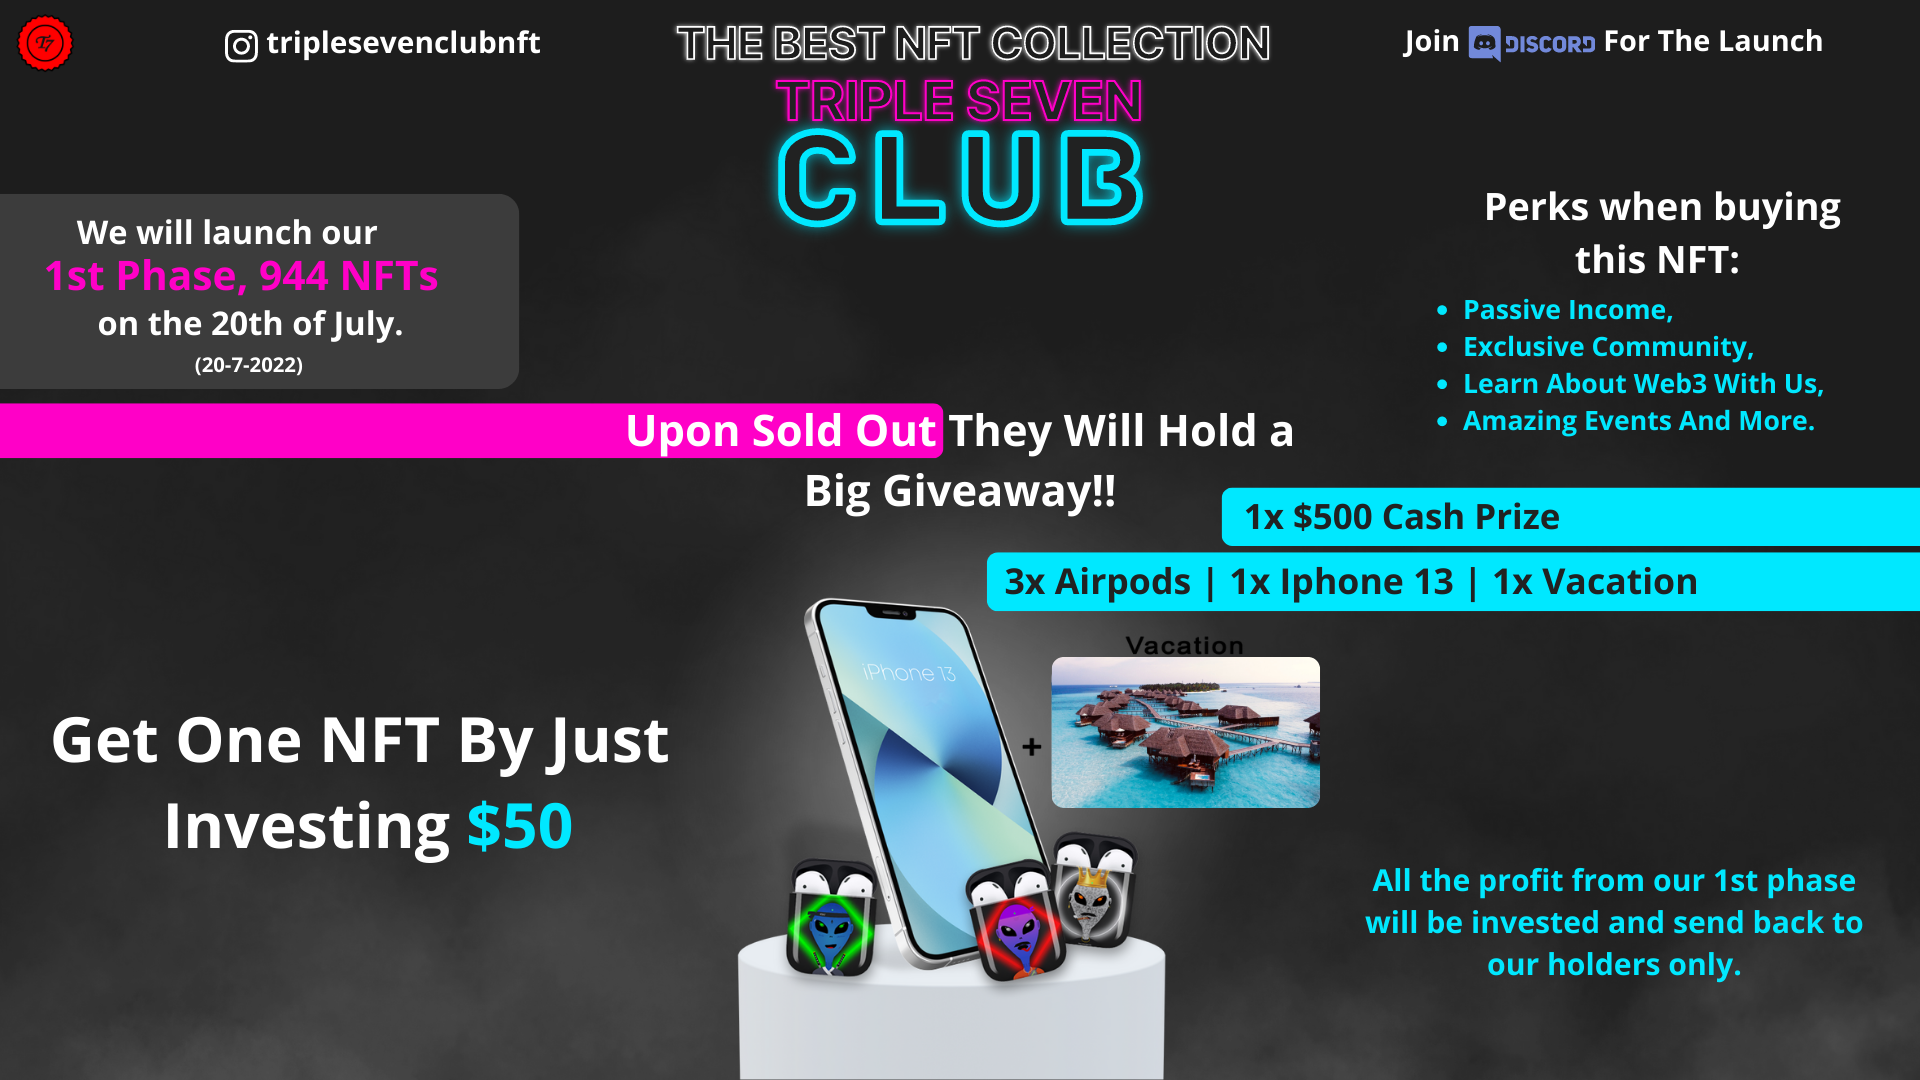 T7
triplesevenclubnft
THE BEST NFT COLLECTION
TRIPLE SEVEN
CLUB
Join DISCORD For The Launch
We will launch our
1st Phase, 944 NFTs
on the 20th of July.
(20-7-2022)
Perks when buying
this NFT:
• Passive Income,
• Exclusive Community,
• Learn About Web3 With Us,
• Amazing Events And More.
Upon Sold Out They Will Hold a
Big Giveaway!!
1x $500 Cash Prize
3x Airpods | 1x Iphone 13 | 1x Vacation
Vacation
iPhone 13
+
Get One NFT By Just
Investing $50
All the profit from our 1st phase
will be invested and send back to
our holders only.